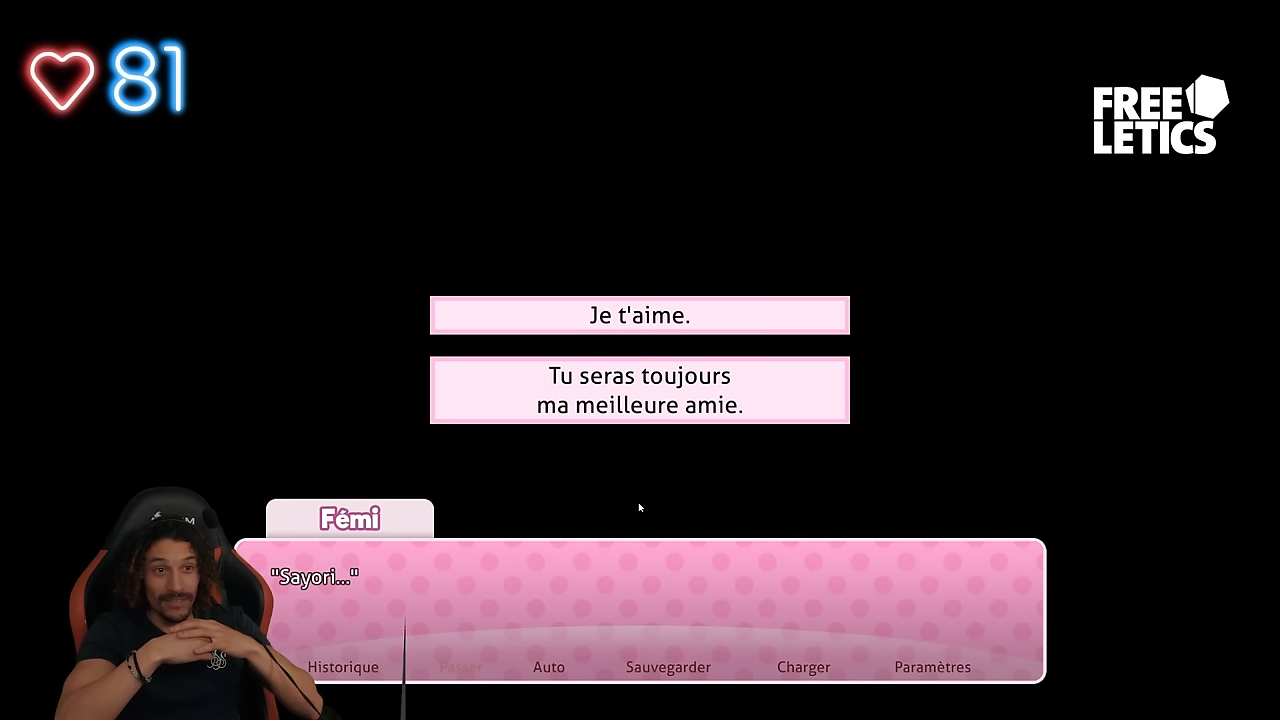 81
FREE
LETICS
Je t'aime.
Tu seras toujours
ma meilleure amie.
Fémi
"Sayori..."
Historique
Passer
Auto
Sauvegarder
Charger
Paramètres